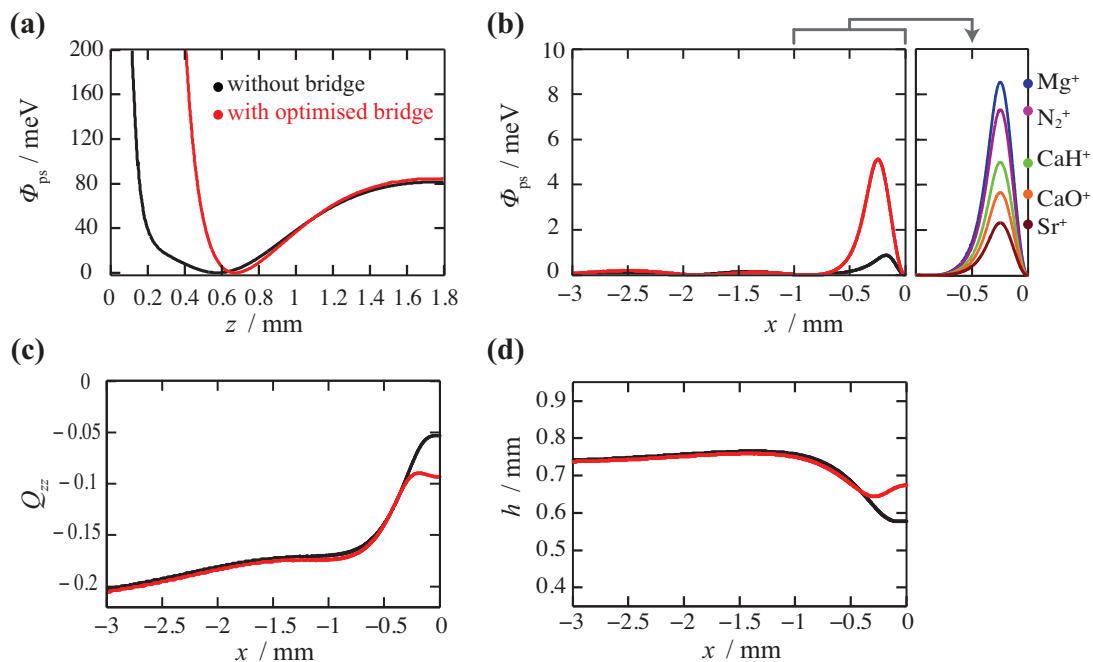 (a)
200
160
120
80
40
0
Φps / meV
without bridge
with optimised bridge
0 0.2 0.4 0.6 0.8 1 1.2 1.4 1.6 1.8
z / mm
(b)
10
8
6
4
2
0
Φps / meV
−3 −2.5 −2 −1.5 −1 −0.5 0
x / mm
−0.5 0
Mg⁺
N₂⁺
CaH⁺
CaO⁺
Sr⁺
(c)
0
−0.05
−0.1
−0.15
−0.2
Qzz
−3 −2.5 −2 −1.5 −1 −0.5 0
x / mm
(d)
0.9
0.8
0.7
0.6
0.5
0.4
h / mm
−3 −2.5 −2 −1.5 −1 −0.5 0
x / mm